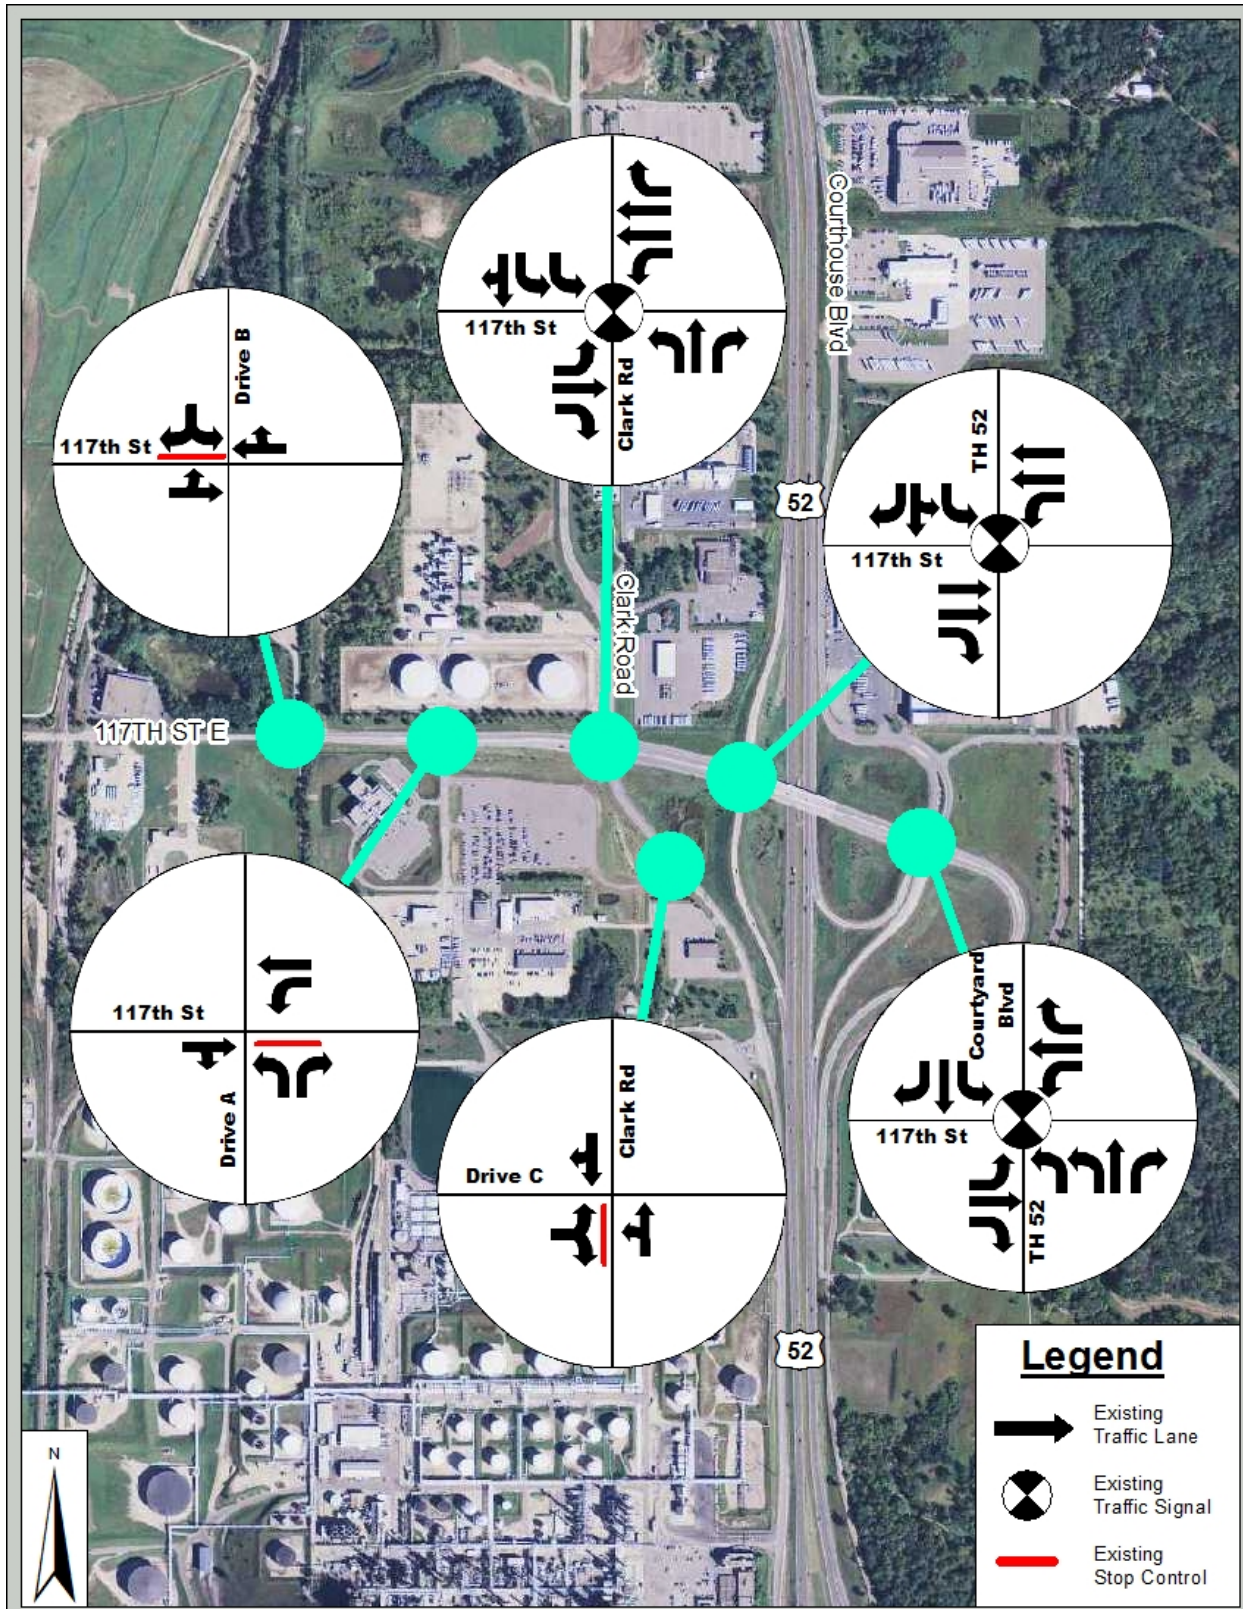 Courthouse Blvd
117th St
Clark Rd
Drive B
117th St
TH 52
117th St
52
Clark Road
117TH ST E
117th St
Drive A
Clark Rd
Drive C
Courtyard
Blvd
117th St
TH 52
52
Legend
Existing
Traffic Lane
Existing
Traffic Signal
Existing
Stop Control
N